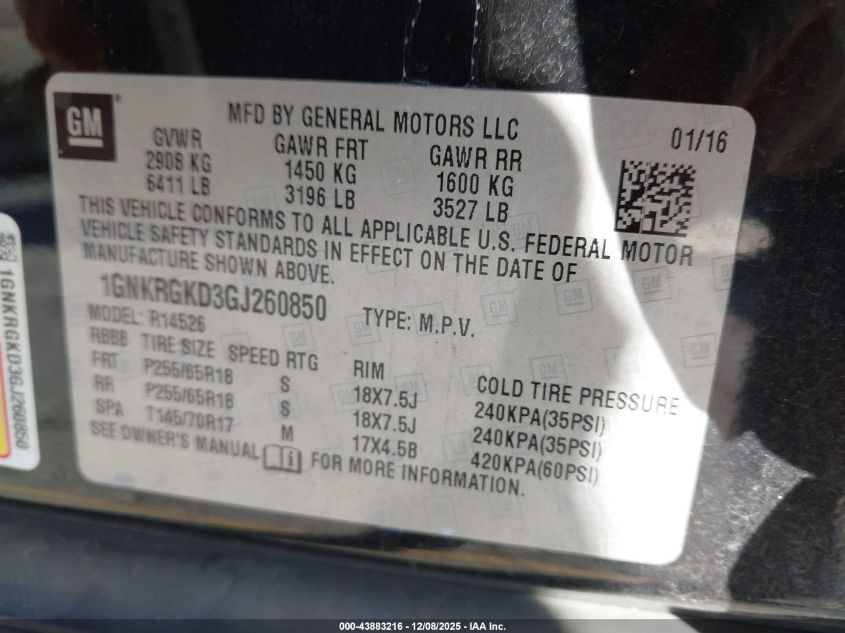 GM
MFD BY GENERAL MOTORS LLC
01/16
GVWR GAWR FRT GAWR RR
2908 KG 1450 KG 1600 KG
6411 LB 3196 LB 3527 LB
THIS VEHICLE CONFORMS TO ALL APPLICABLE U.S. FEDERAL MOTOR
VEHICLE SAFETY STANDARDS IN EFFECT ON THE DATE OF
MANUFACTURE SHOWN ABOVE.
1GNKRGKD3GJ260850 TYPE: M.P.V.
MODEL: R14526
RBBB TIRE SIZE SPEED RTG RIM COLD TIRE PRESSURE
FRT P255/65R18 S 18X7.5J 240KPA(35PSI)
RR P255/65R18 S 18X7.5J 240KPA(35PSI)
SPA T145/70R17 M 17X4.5B 420KPA(60PSI)
SEE OWNER'S MANUAL FOR MORE INFORMATION.
1GNKRGKD3GJ260850
000-43883216 - 12/08/2025 - IAA Inc.